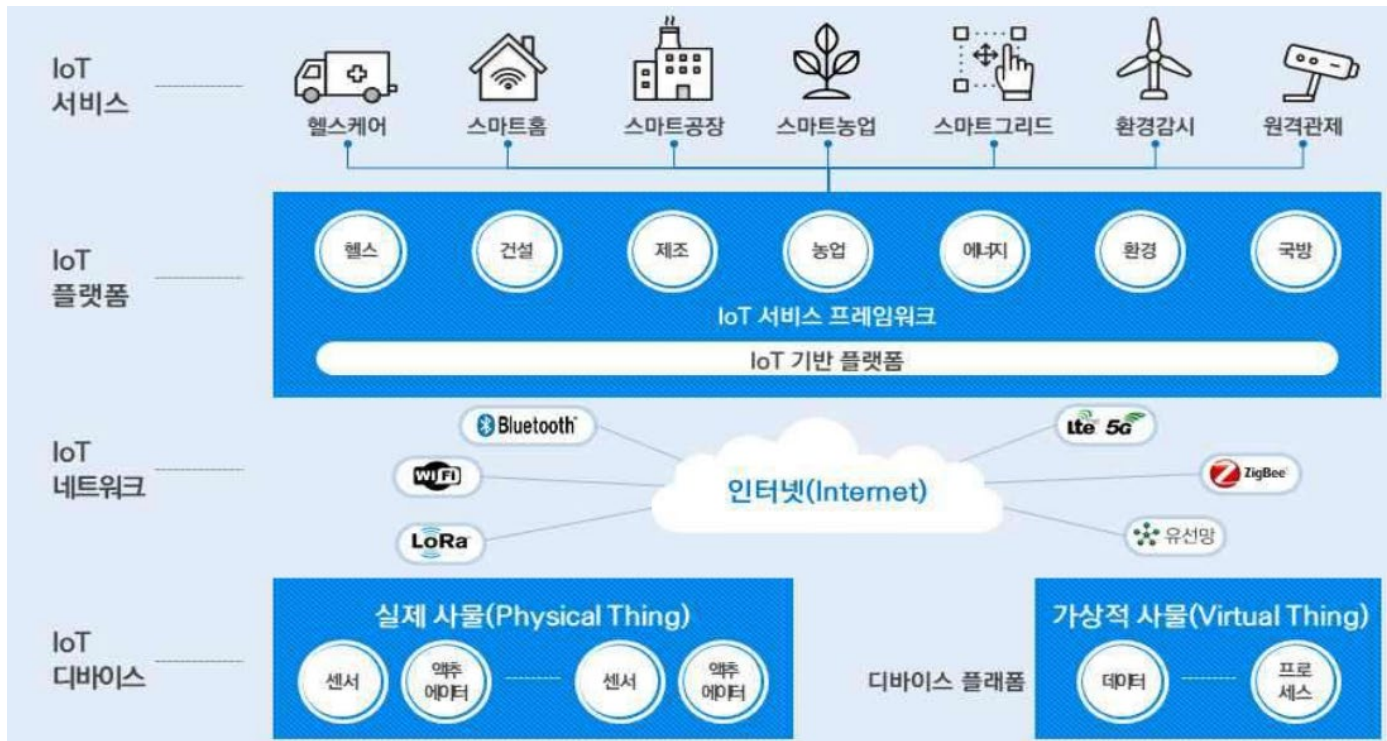 IoT
서비스
헬스케어
스마트홈
스마트공장
스마트농업
스마트그리드
환경감시
원격관제
IoT
플랫폼
헬스
건설
제조
농업
에너지
환경
국방
IoT 서비스 프레임워크
IoT 기반 플랫폼
IoT
네트워크
Bluetooth
WiFi
LoRa
인터넷(Internet)
Lte 5G
ZigBee
유선망
IoT
디바이스
실제 사물(Physical Thing)
센서
액추
에이터
센서
액추
에이터
디바이스 플래폼
가상적 사물(Virtual Thing)
데이터
프로
세스